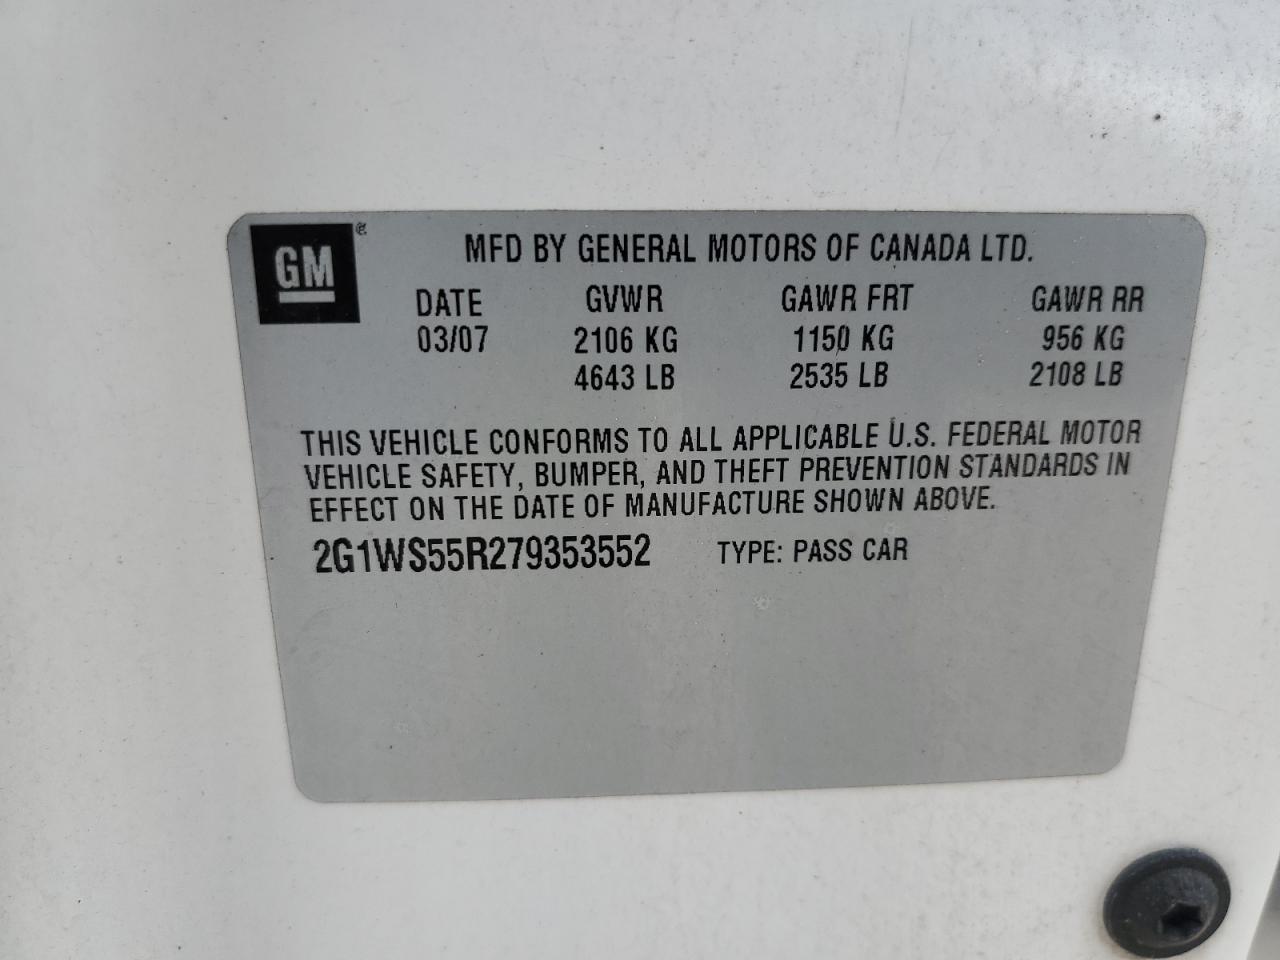 GM
MFD BY GENERAL MOTORS OF CANADA LTD.
DATE GVWR GAWR FRT GAWR RR
03/07 2106 KG 1150 KG 956 KG
4643 LB 2535 LB 2108 LB
THIS VEHICLE CONFORMS TO ALL APPLICABLE U.S. FEDERAL MOTOR
VEHICLE SAFETY, BUMPER, AND THEFT PREVENTION STANDARDS IN
EFFECT ON THE DATE OF MANUFACTURE SHOWN ABOVE.
2G1WS55R279353552 TYPE: PASS CAR